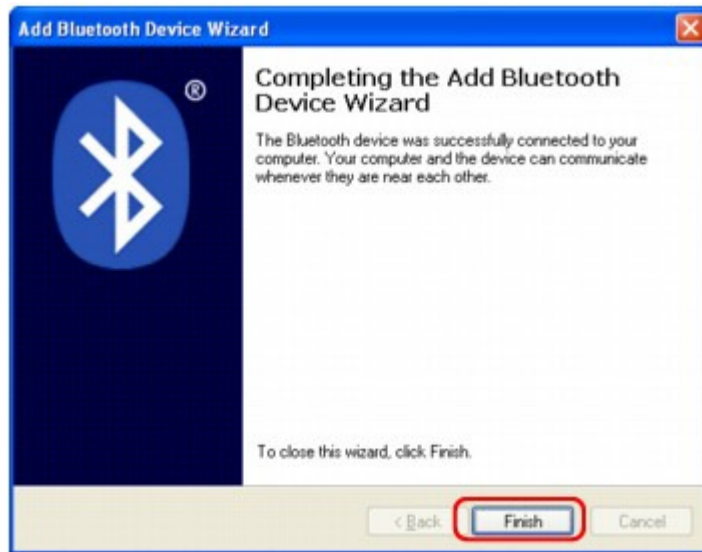 Add Bluetooth Device Wizard
®
Completing the Add Bluetooth
Device Wizard
The Bluetooth device was successfully connected to your
computer. Your computer and the device can communicate
whenever they are near each other.
To close this wizard, click Finish.
< Back Finish Cancel